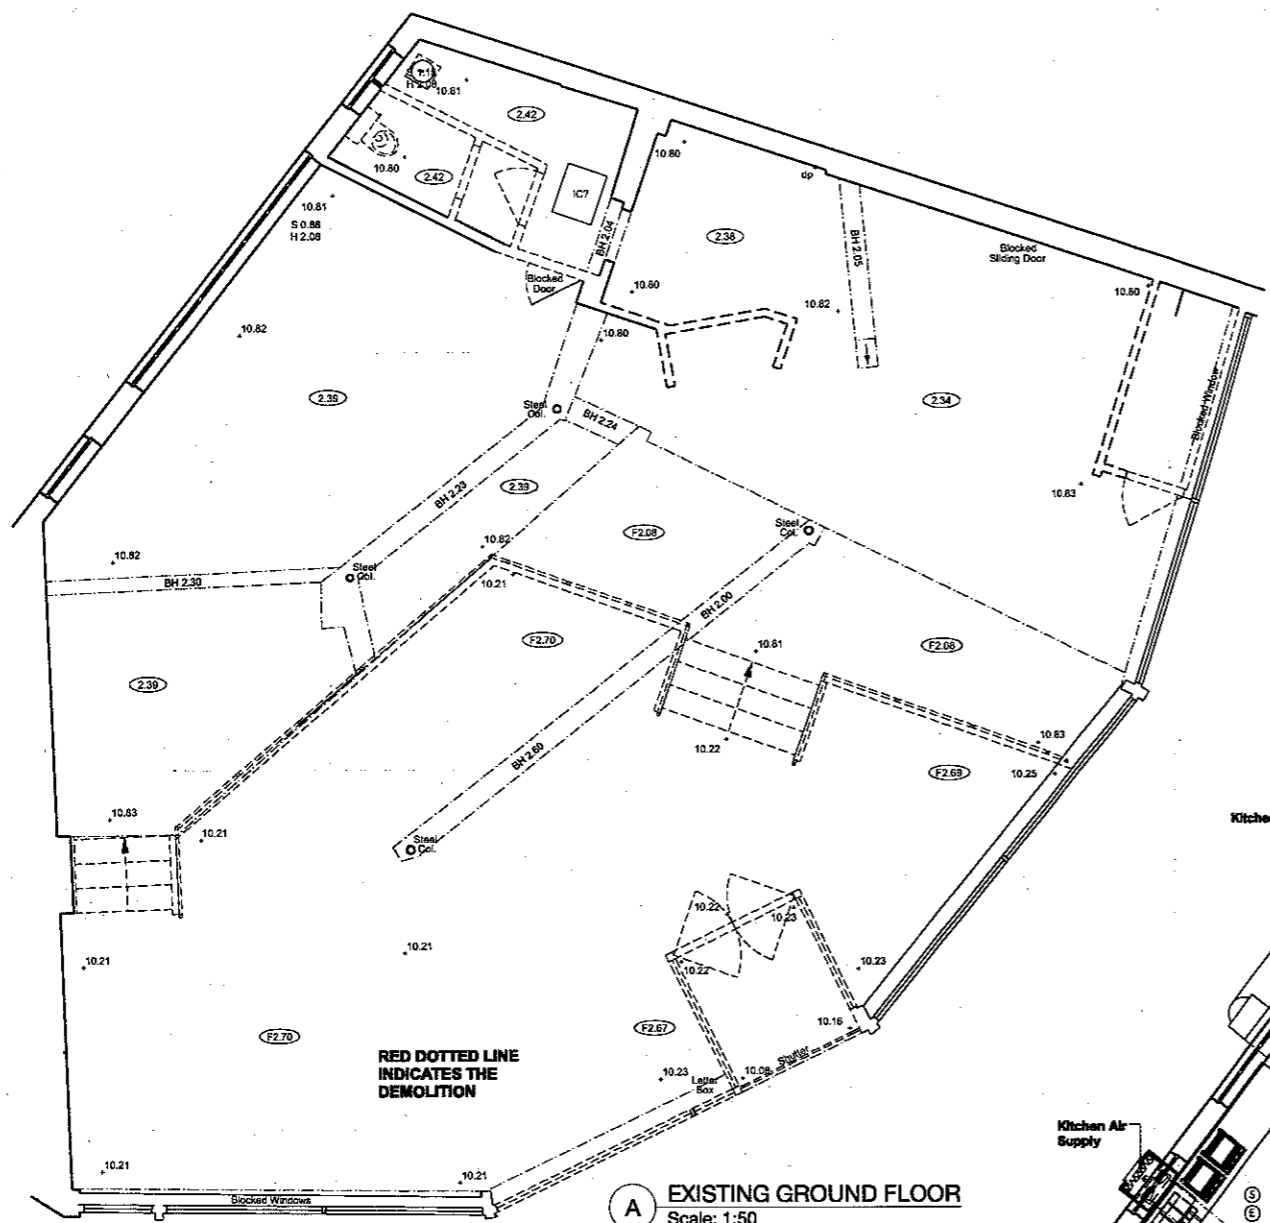 H 2.08
10.81
2.42
10.80
2.42
10.80
dp
IC?
10.81
S 0.88
H 2.08
2.38
BH 2.04
BH 2.05
Blocked
Sliding Door
Blocked
Door
10.80
10.80
10.82
10.82
10.80
Blocked Window
2.34
Steel
Col.
BH 2.24
BH 2.23
2.39
10.83
F2.08
Steel
Col.
10.82
10.82
Steel
Col.
BH 2.30
10.21
BH 2.00
F2.70
10.81
F2.08
2.39
10.22
10.83
BH 2.60
F2.69
10.25
10.83
10.21
Steel
Col.
Kitche
10.22
10.23
10.21
10.21
10.22
10.23
F2.70
F2.67
10.16
RED DOTTED LINE
INDICATES THE
DEMOLITION
Shutter
10.23
Letter
Box
10.08
Kitchen Air
Supply
10.21
10.21
Blocked Windows
A
EXISTING GROUND FLOOR
Scale: 1:50
S
E